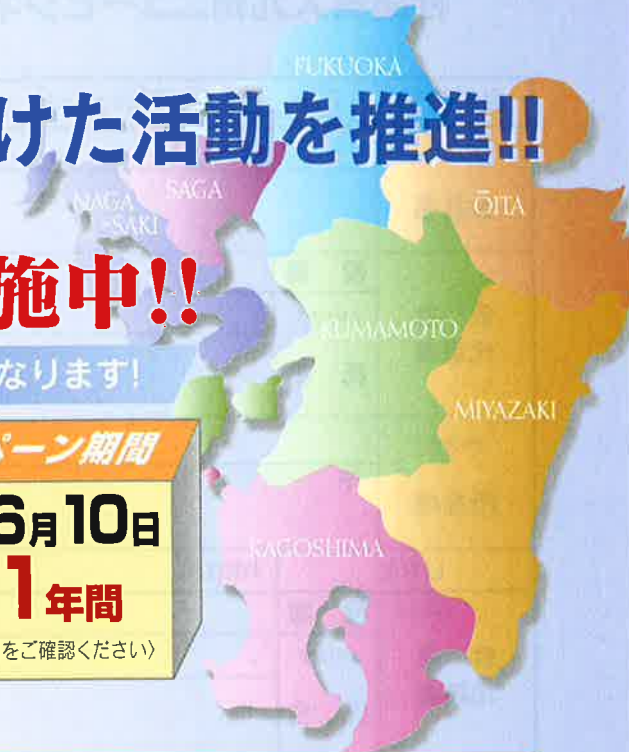 FUKUOKA
けた活動を推進!!
NAGA
-SAKI
SAGA
ŌITA
施中!!
KUMAMOTO
なります!
MIYAZAKI
ペーン期間
6月10日
KAGOSHIMA
1年間
をご確認ください〉